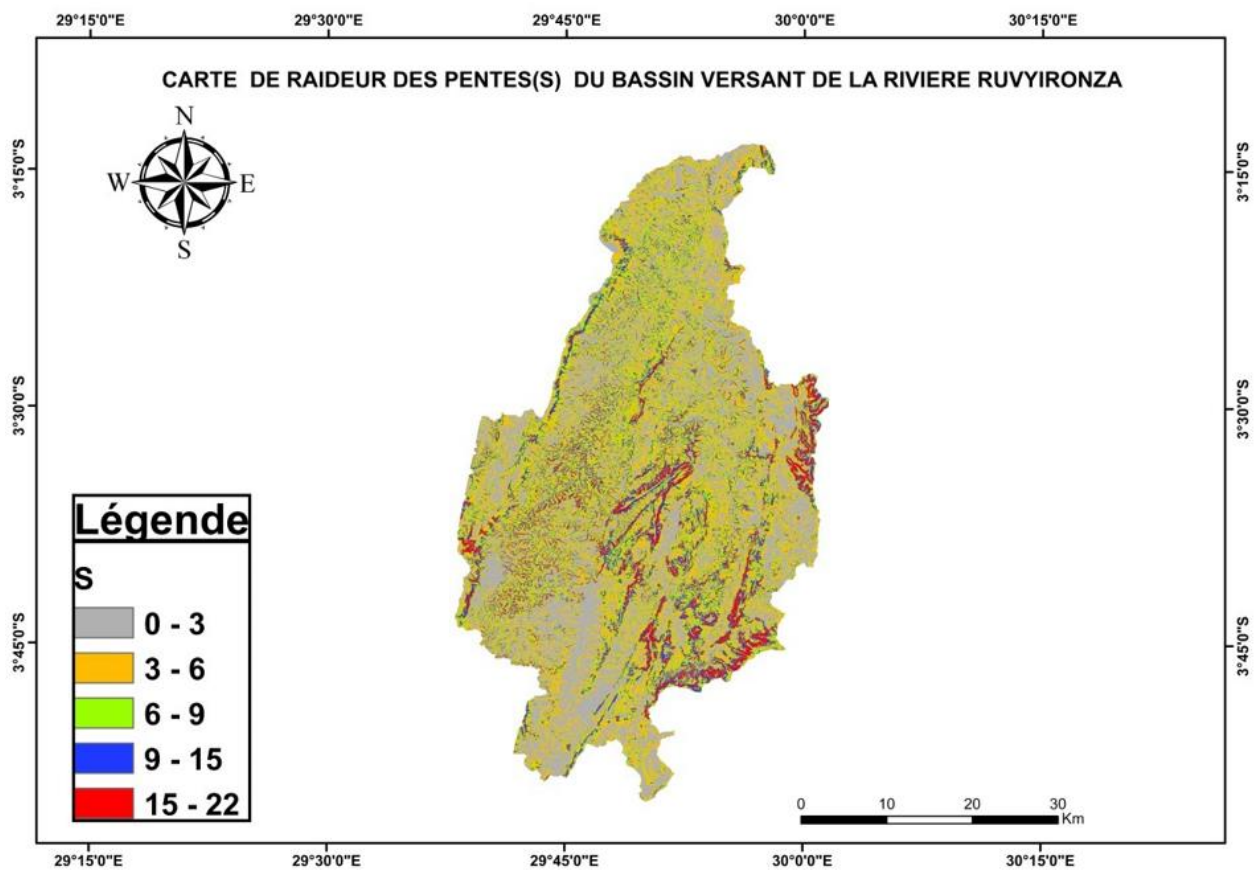 29°15'0"E 29°30'0"E 29°45'0"E 30°0'0"E 30°15'0"E
CARTE DE RAIDEUR DES PENTES(S) DU BASSIN VERSANT DE LA RIVIERE RUVYIRONZA
N
W E
S
3°15'0"S 3°15'0"S
3°30'0"S 3°30'0"S
3°45'0"S 3°45'0"S
Légende
S
0 - 3
3 - 6
6 - 9
9 - 15
15 - 22
0 10 20 30
Km
29°15'0"E 29°30'0"E 29°45'0"E 30°0'0"E 30°15'0"E